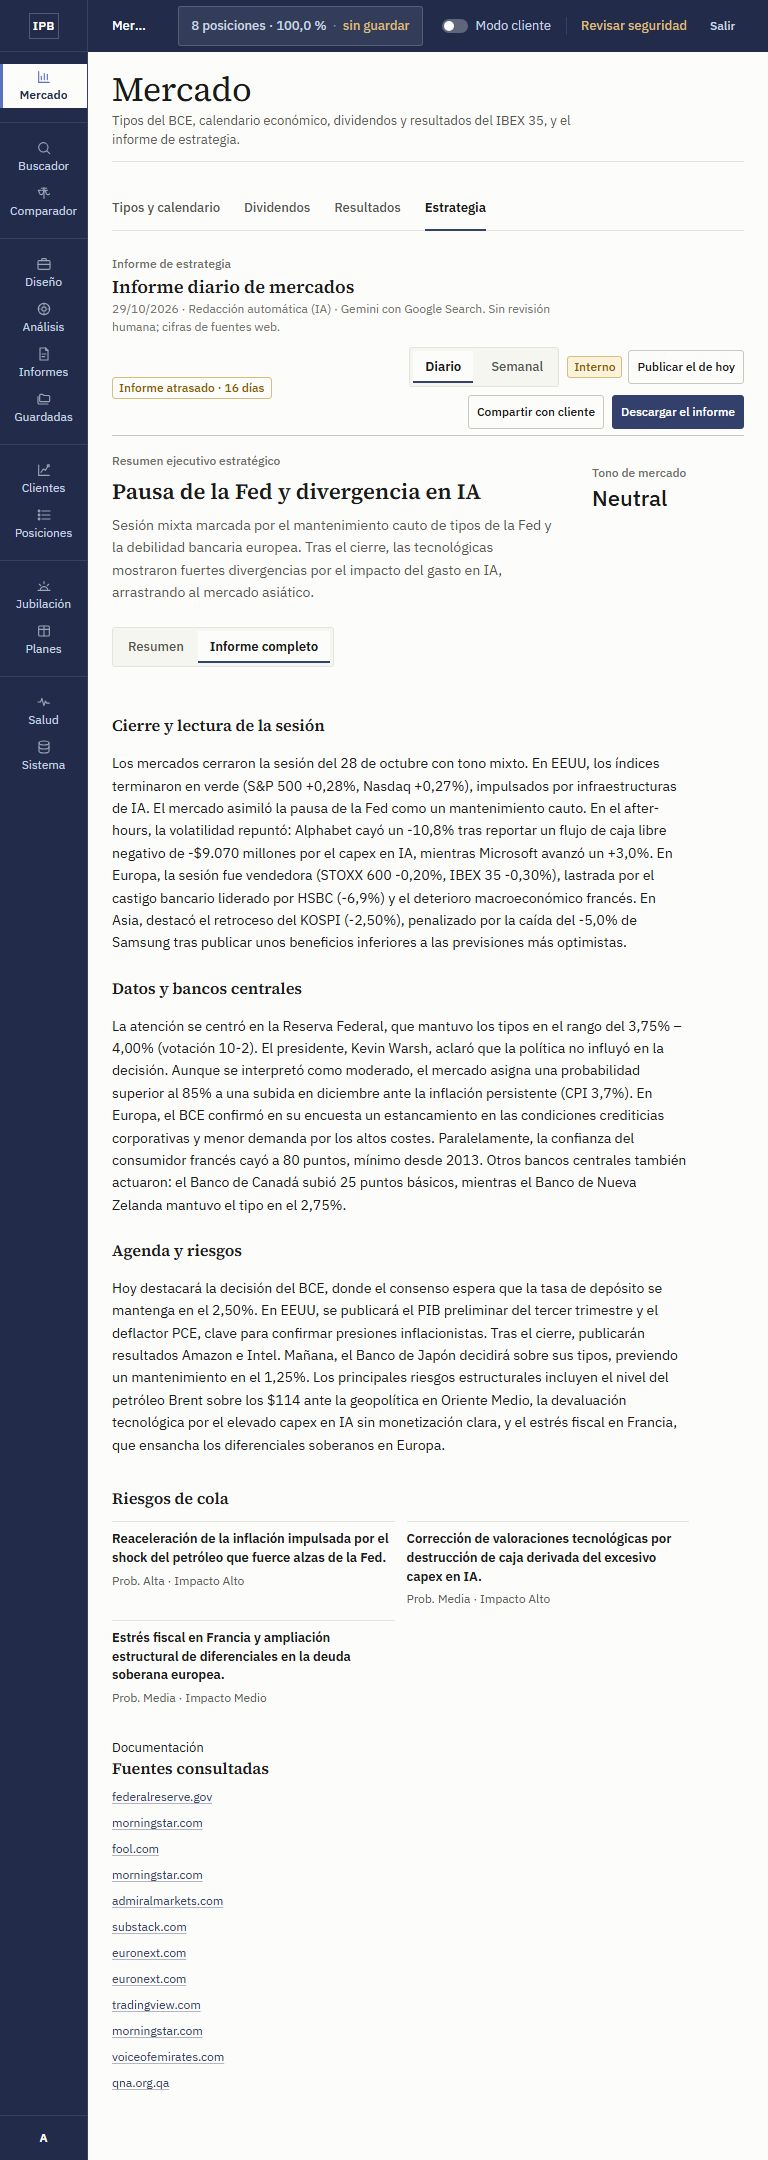 IPB
Mer...
8 posiciones · 100,0 % · sin guardar
Modo cliente
Revisar seguridad
Salir
Mercado
Buscador
Comparador
Diseño
Análisis
Informes
Guardadas
Clientes
Posiciones
Jubilación
Planes
Salud
Sistema
A
Mercado
Tipos del BCE, calendario económico, dividendos y resultados del IBEX 35, y el
informe de estrategia.
Tipos y calendario
Dividendos
Resultados
Estrategia
Informe de estrategia
Informe diario de mercados
29/10/2026 · Redacción automática (IA) · Gemini con Google Search. Sin revisión
humana; cifras de fuentes web.
Informe atrasado · 16 días
Diario
Semanal
Interno
Publicar el de hoy
Compartir con cliente
Descargar el informe
Resumen ejecutivo estratégico
Pausa de la Fed y divergencia en IA
Sesión mixta marcada por el mantenimiento cauto de tipos de la Fed y
la debilidad bancaria europea. Tras el cierre, las tecnológicas
mostraron fuertes divergencias por el impacto del gasto en IA,
arrastrando al mercado asiático.
Tono de mercado
Neutral
Resumen
Informe completo
Cierre y lectura de la sesión
Los mercados cerraron la sesión del 28 de octubre con tono mixto. En EEUU, los índices
terminaron en verde (S&P 500 +0,28%, Nasdaq +0,27%), impulsados por infraestructuras
de IA. El mercado asimiló la pausa de la Fed como un mantenimiento cauto. En el after-
hours, la volatilidad repuntó: Alphabet cayó un -10,8% tras reportar un flujo de caja libre
negativo de -$9.070 millones por el capex en IA, mientras Microsoft avanzó un +3,0%. En
Europa, la sesión fue vendedora (STOXX 600 -0,20%, IBEX 35 -0,30%), lastrada por el
castigo bancario liderado por HSBC (-6,9%) y el deterioro macroeconómico francés. En
Asia, destacó el retroceso del KOSPI (-2,50%), penalizado por la caída del -5,0% de
Samsung tras publicar unos beneficios inferiores a las previsiones más optimistas.
Datos y bancos centrales
La atención se centró en la Reserva Federal, que mantuvo los tipos en el rango del 3,75% –
4,00% (votación 10-2). El presidente, Kevin Warsh, aclaró que la política no influyó en la
decisión. Aunque se interpretó como moderado, el mercado asigna una probabilidad
superior al 85% a una subida en diciembre ante la inflación persistente (CPI 3,7%). En
Europa, el BCE confirmó en su encuesta un estancamiento en las condiciones crediticias
corporativas y menor demanda por los altos costes. Paralelamente, la confianza del
consumidor francés cayó a 80 puntos, mínimo desde 2013. Otros bancos centrales también
actuaron: el Banco de Canadá subió 25 puntos básicos, mientras el Banco de Nueva
Zelanda mantuvo el tipo en el 2,75%.
Agenda y riesgos
Hoy destacará la decisión del BCE, donde el consenso espera que la tasa de depósito se
mantenga en el 2,50%. En EEUU, se publicará el PIB preliminar del tercer trimestre y el
deflactor PCE, clave para confirmar presiones inflacionistas. Tras el cierre, publicarán
resultados Amazon e Intel. Mañana, el Banco de Japón decidirá sobre sus tipos, previendo
un mantenimiento en el 1,25%. Los principales riesgos estructurales incluyen el nivel del
petróleo Brent sobre los $114 ante la geopolítica en Oriente Medio, la devaluación
tecnológica por el elevado capex en IA sin monetización clara, y el estrés fiscal en Francia,
que ensancha los diferenciales soberanos en Europa.
Riesgos de cola
Reaceleración de la inflación impulsada por el
shock del petróleo que fuerce alzas de la Fed.
Prob. Alta · Impacto Alto
Corrección de valoraciones tecnológicas por
destrucción de caja derivada del excesivo
capex en IA.
Prob. Media · Impacto Alto
Estrés fiscal en Francia y ampliación
estructural de diferenciales en la deuda
soberana europea.
Prob. Media · Impacto Medio
Documentación
Fuentes consultadas
federalreserve.gov
morningstar.com
fool.com
morningstar.com
admiralmarkets.com
substack.com
euronext.com
euronext.com
tradingview.com
morningstar.com
voiceofemirates.com
qna.org.qa